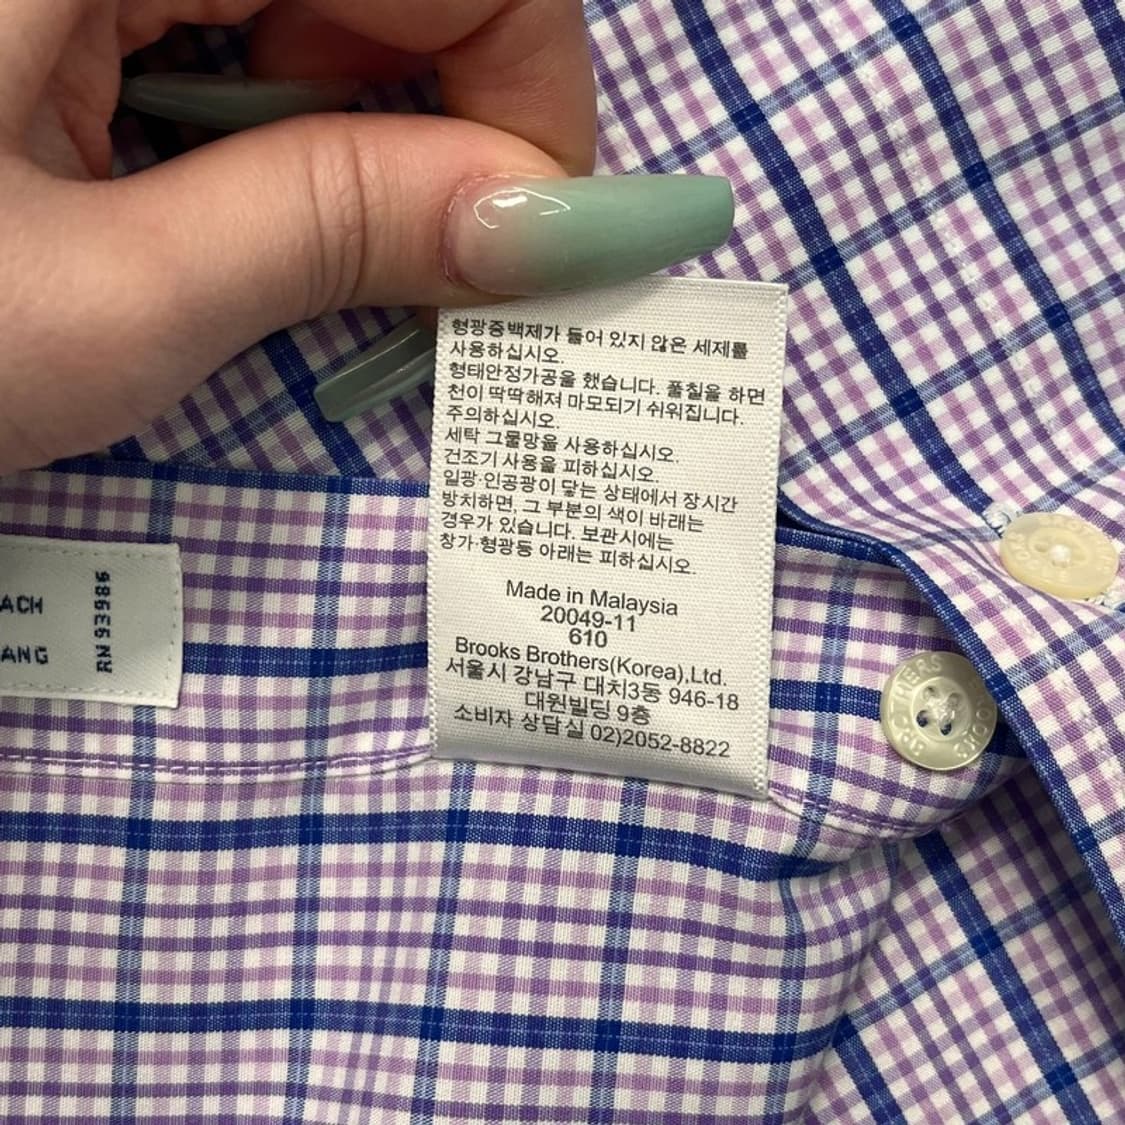 형광증백제가 들어 있지 않은 세제를
사용하십시오.
형태안정가공을 했습니다. 풀칠을 하면
천이 딱딱해져 마모되기 쉬워집니다.
주의하십시오.
세탁 그물망을 사용하십시오.
건조기 사용을 피하십시오.
일광·인공광이 닿는 상태에서 장시간
방치하면, 그 부분의 색이 바래는
경우가 있습니다. 보관시에는
창가·형광등 아래는 피하십시오.
Made in Malaysia
20049-11
610
Brooks Brothers(Korea),Ltd.
서울시 강남구 대치3동 946-18
대원빌딩 9층
소비자 상담실 02)2052-8822
ACH
ANG
RN 93986
BROOKS BROTHERS